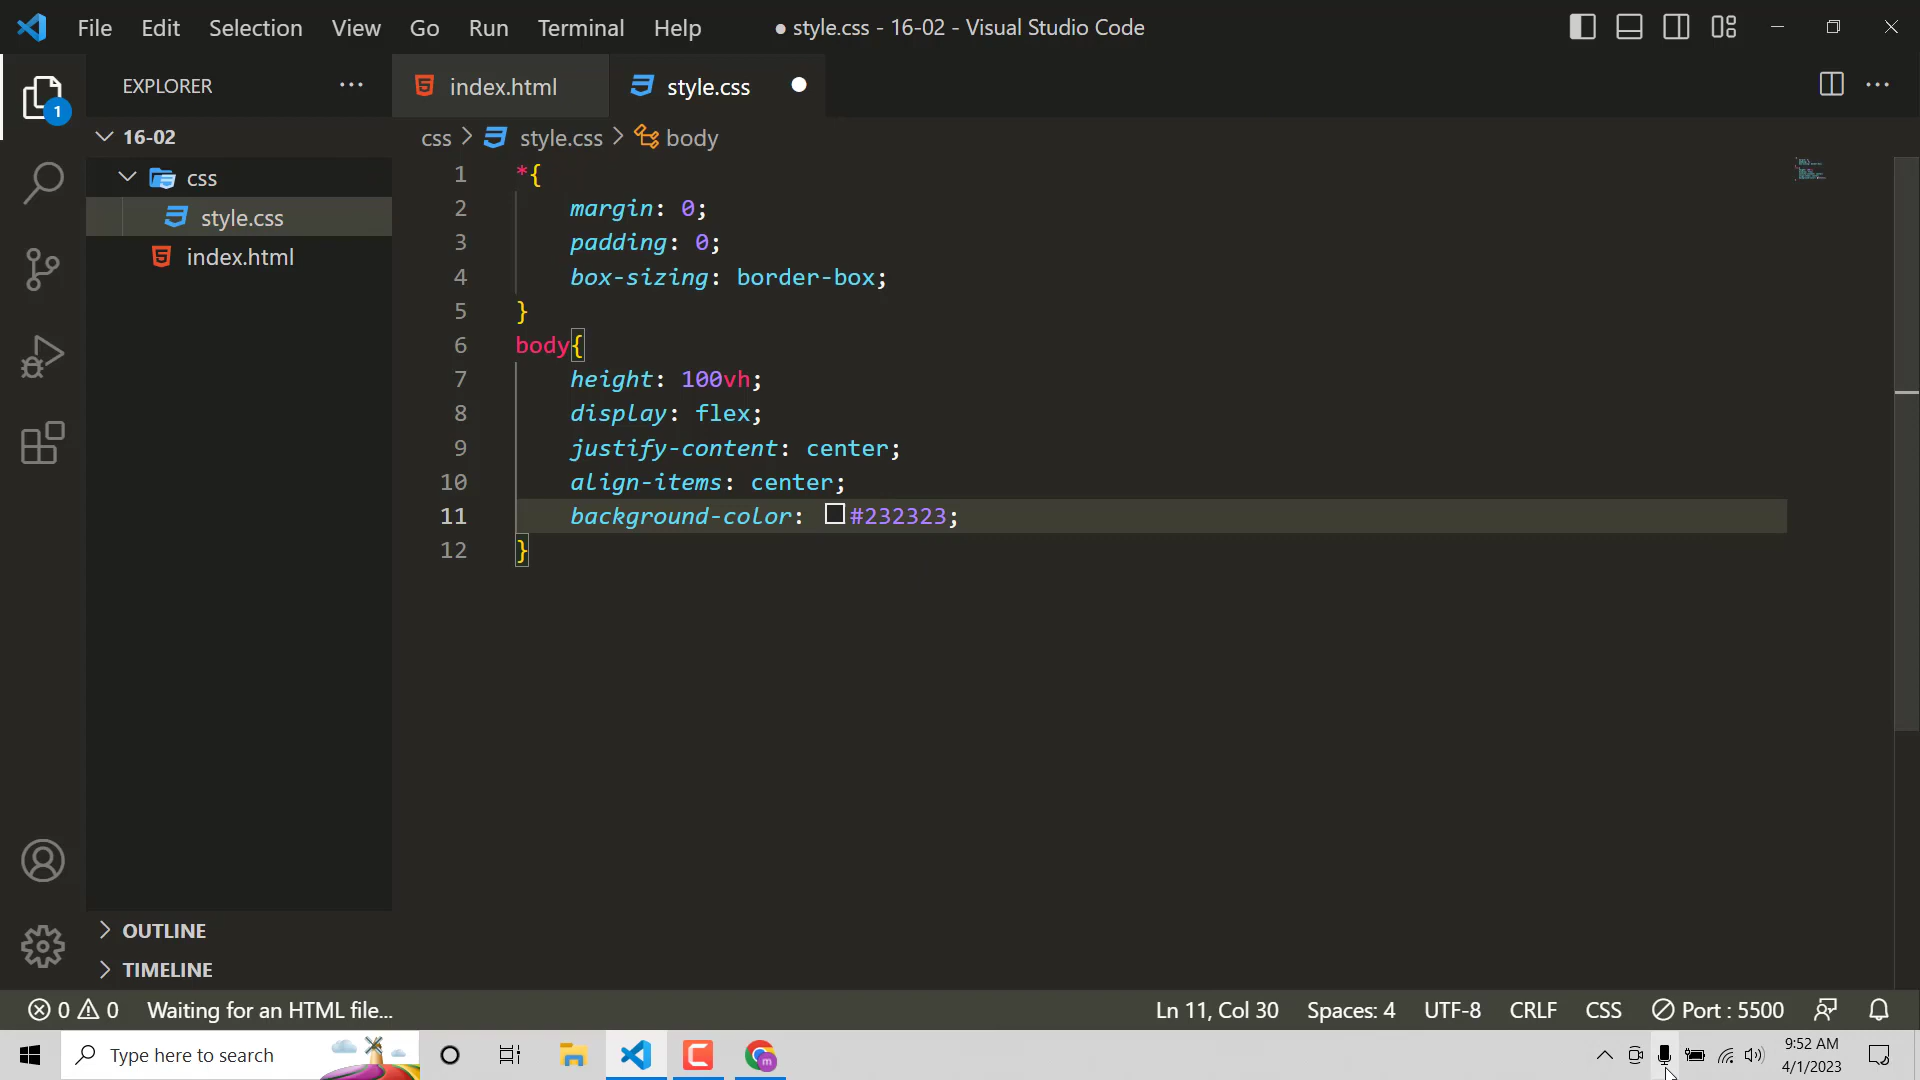 File Edit Selection View Go Run Terminal Help
● style.css - 16-02 - Visual Studio Code
EXPLORER
1
16-02
css
style.css
index.html
OUTLINE
TIMELINE
index.html
style.css
css > style.css > body
1 *{
2 margin: 0;
3 padding: 0;
4 box-sizing: border-box;
5 }
6 body{
7 height: 100vh;
8 display: flex;
9 justify-content: center;
10 align-items: center;
11 background-color: #232323;
12 }
0 0 Waiting for an HTML file...
Ln 11, Col 30 Spaces: 4 UTF-8 CRLF CSS Port : 5500
Type here to search
m
9:52 AM
4/1/2023